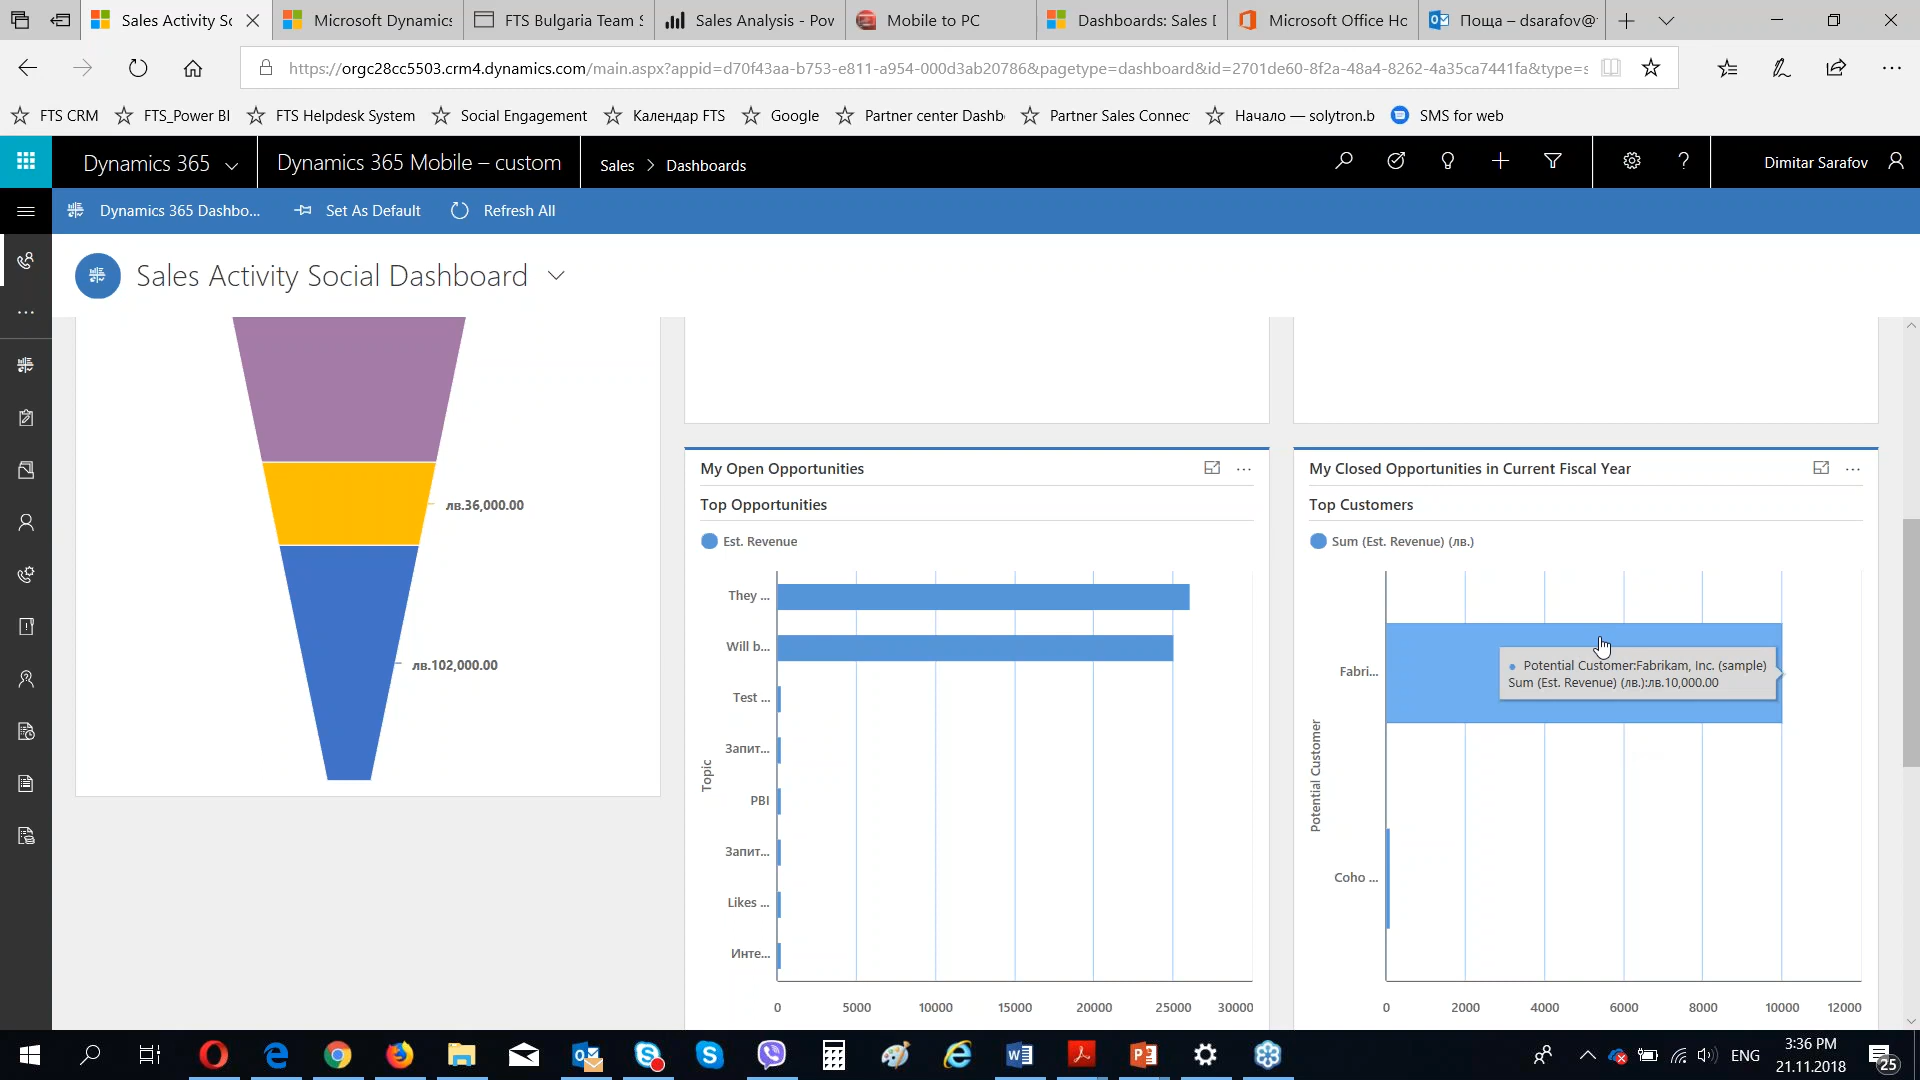 Sales Activity Sc
Microsoft Dynamics
FTS Bulgaria Team S
Sales Analysis - Pov
Mobile to PC
Dashboards: Sales D
Microsoft Office Ho
Поща – dsarafov@
https://orgc28cc5503.crm4.dynamics.com/main.aspx?appid=d70f43aa-b753-e811-a954-000d3ab20786&pagetype=dashboard&id=2701de60-8f2a-48a4-8262-4a35ca7441fa&type=s
FTS CRM
FTS_Power BI
FTS Helpdesk System
Social Engagement
Календар FTS
Google
Partner center Dashb
Partner Sales Connec
Начало — solytron.b
SMS for web
Dynamics 365
Dynamics 365 Mobile – custom
Sales > Dashboards
Dimitar Sarafov
Dynamics 365 Dashbo...
Set As Default
Refresh All
Sales Activity Social Dashboard
лв.36,000.00
лв.102,000.00
My Open Opportunities
Top Opportunities
Est. Revenue
They ...
Will b...
Test ...
Запит...
PBI
Запит...
Likes ...
Инте...
Topic
0 5000 10000 15000 20000 25000 30000
My Closed Opportunities in Current Fiscal Year
Top Customers
Sum (Est. Revenue) (лв.)
Fabri...
Potential Customer:Fabrikam, Inc. (sample)
Sum (Est. Revenue) (лв.):лв.10,000.00
Coho ...
Potential Customer
0 2000 4000 6000 8000 10000 12000
ENG
3:36 PM
21.11.2018
25